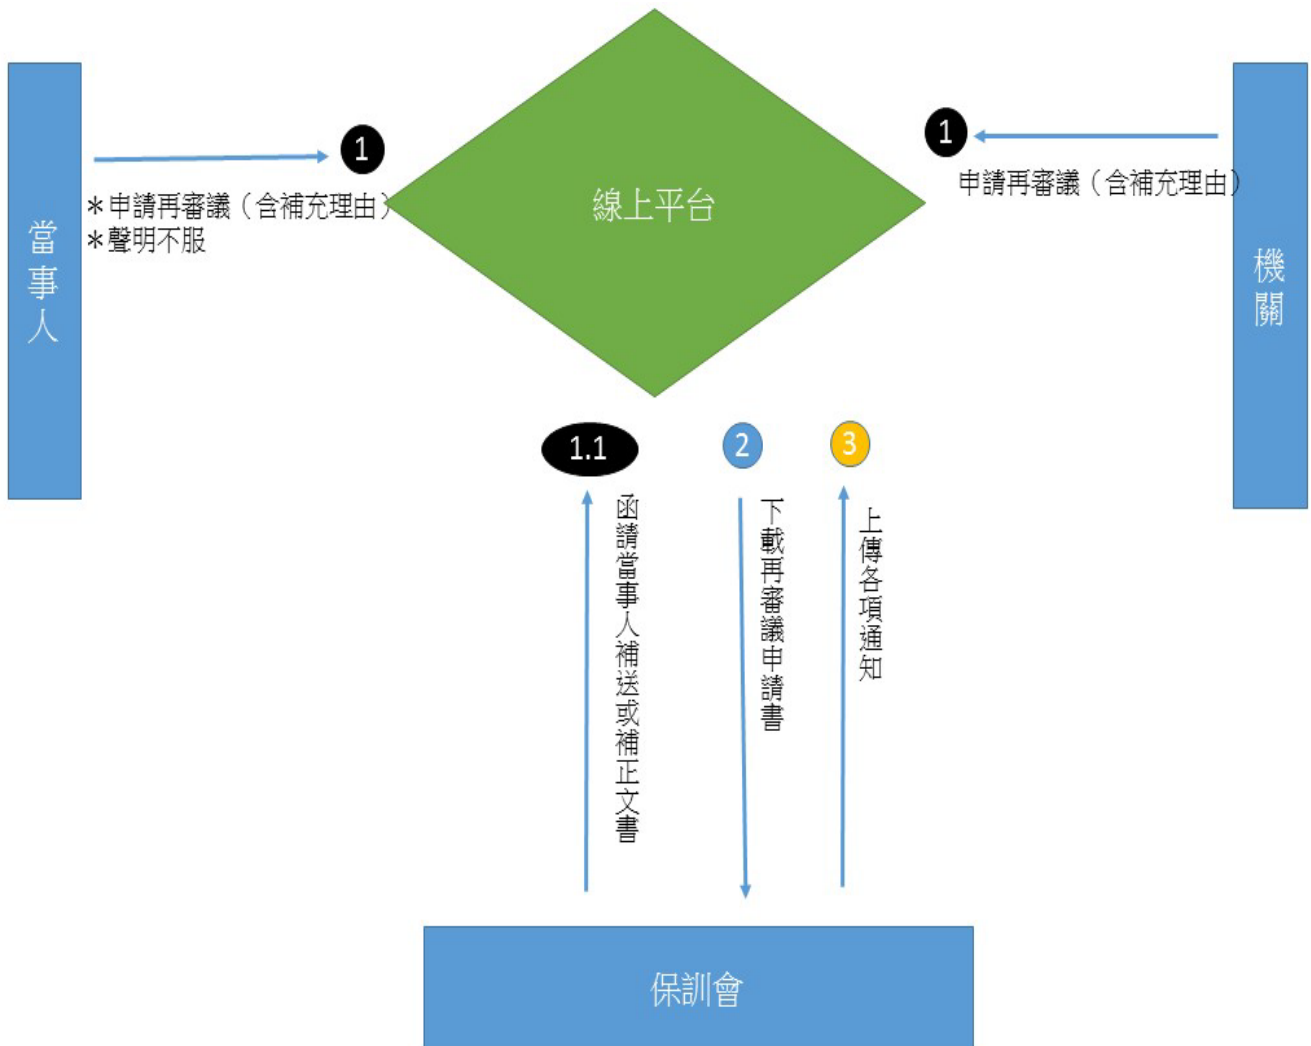 當事人
1
＊申請再審議（含補充理由）
＊聲明不服
線上平台
1
申請再審議（含補充理由）
機關
1.1
函請當事人補送或補正文書
2
下載再審議申請書
3
上傳各項通知
保訓會